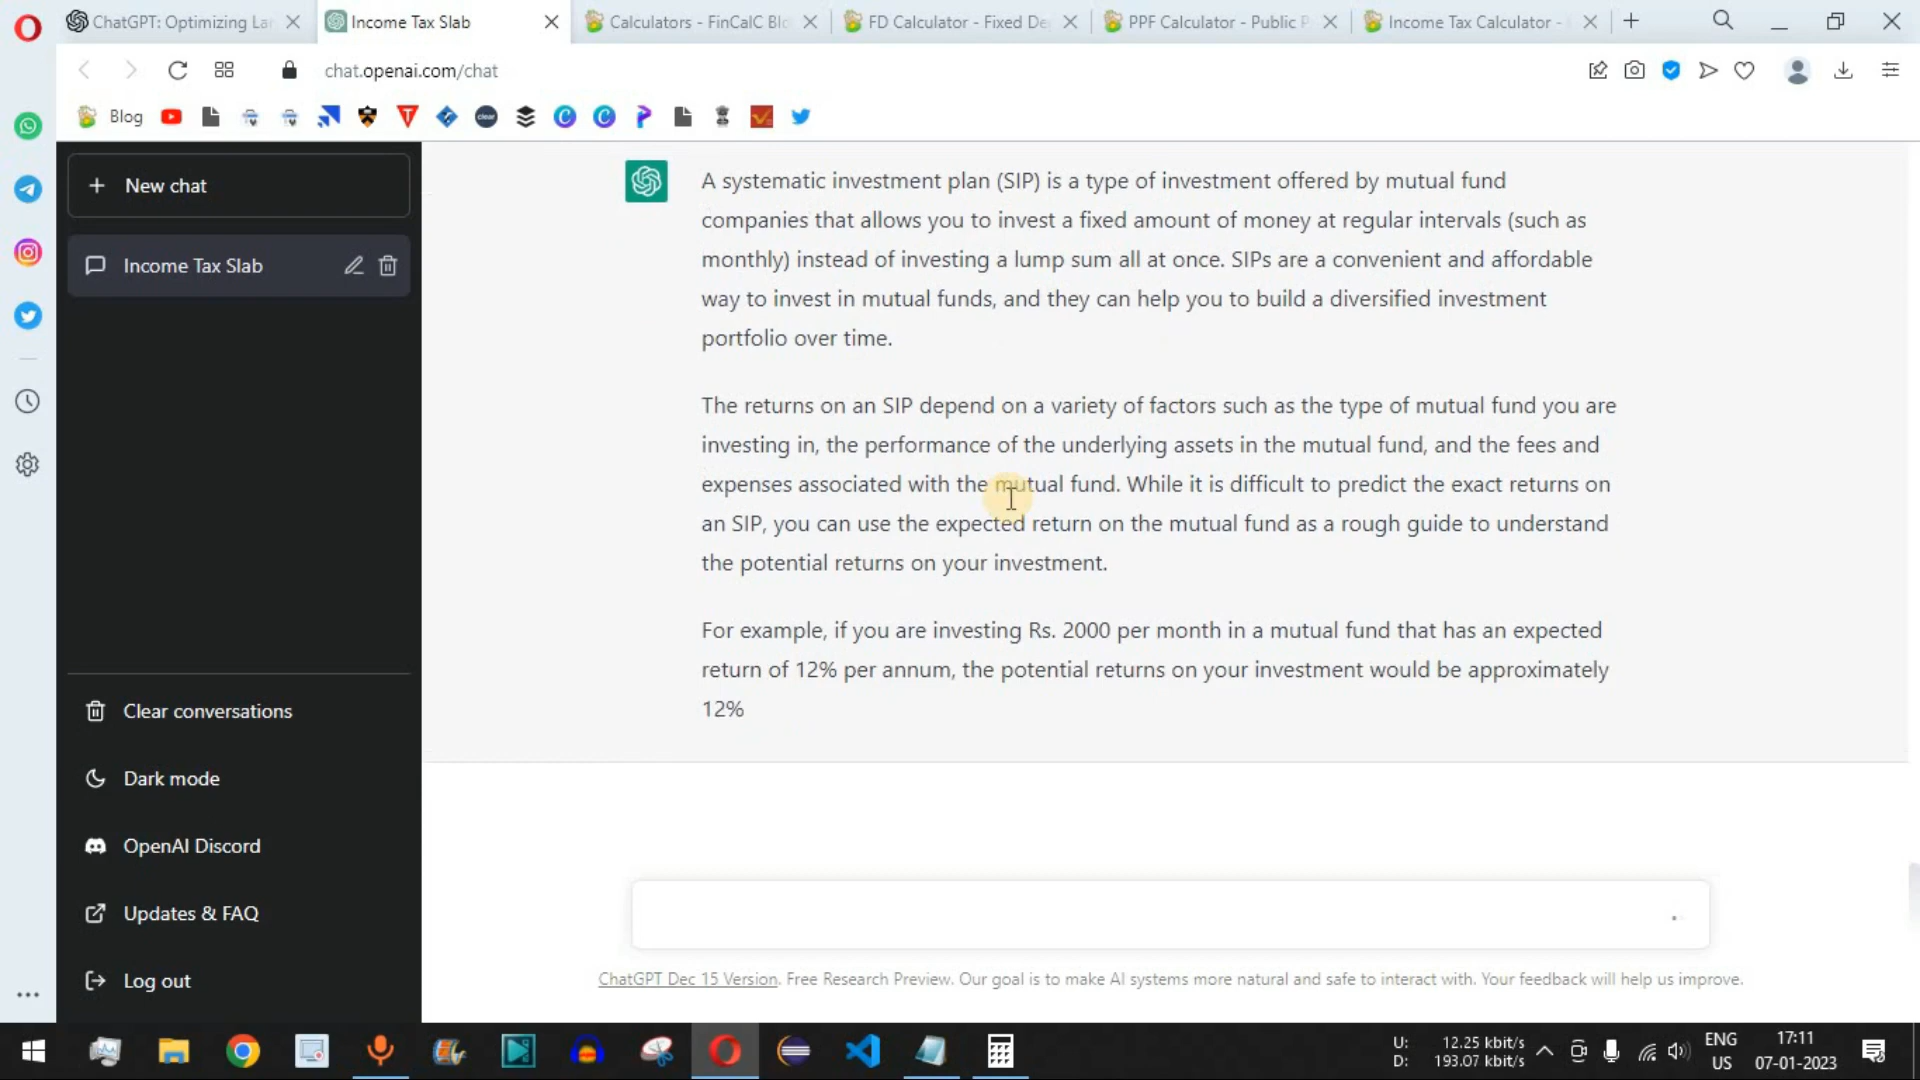 ChatGPT: Optimizing La
Income Tax Slab
Calculators - FinCalC Blo
FD Calculator - Fixed De
PPF Calculator - Public P
Income Tax Calculator -
chat.openai.com/chat
Blog
New chat
Income Tax Slab
A systematic investment plan (SIP) is a type of investment offered by mutual fund
companies that allows you to invest a fixed amount of money at regular intervals (such as
monthly) instead of investing a lump sum all at once. SIPs are a convenient and affordable
way to invest in mutual funds, and they can help you to build a diversified investment
portfolio over time.
The returns on an SIP depend on a variety of factors such as the type of mutual fund you are
investing in, the performance of the underlying assets in the mutual fund, and the fees and
expenses associated with the mutual fund. While it is difficult to predict the exact returns on
an SIP, you can use the expected return on the mutual fund as a rough guide to understand
the potential returns on your investment.
For example, if you are investing Rs. 2000 per month in a mutual fund that has an expected
return of 12% per annum, the potential returns on your investment would be approximately
12%
Clear conversations
Dark mode
OpenAI Discord
Updates & FAQ
Log out
ChatGPT Dec 15 Version. Free Research Preview. Our goal is to make AI systems more natural and safe to interact with. Your feedback will help us improve.
U: 12.25 kbit/s
D: 193.07 kbit/s
ENG
US
17:11
07-01-2023